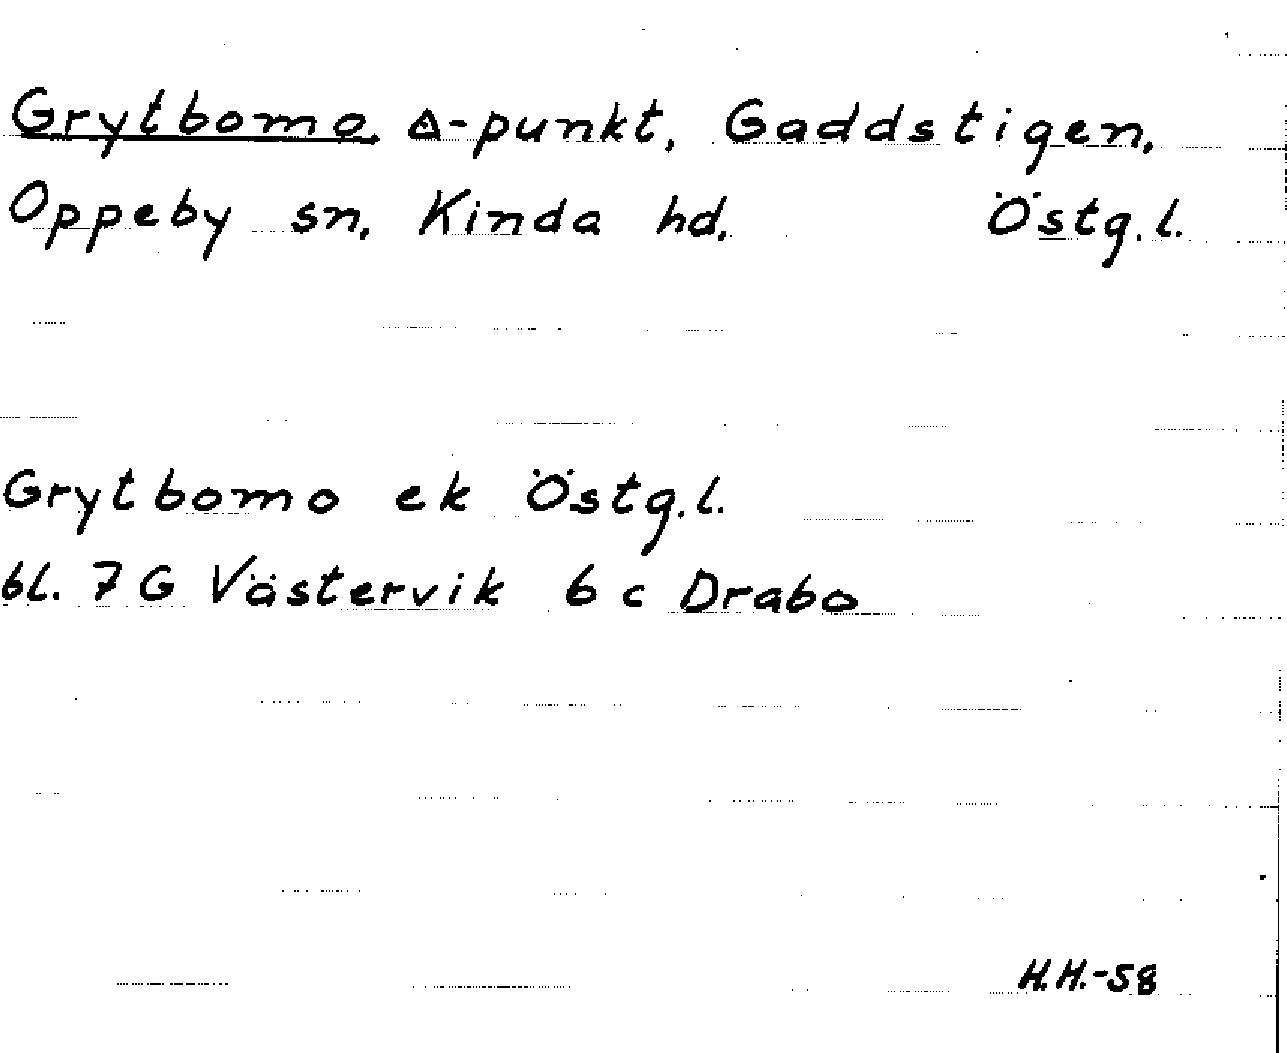 Grytbomo, △-punkt, Gaddstigen,
Oppeby sn, Kinda hd. Östg.l.
Grytbomo ek Östg.l.
bl. 7 G Västervik 6 c Drabo
H.H.-58